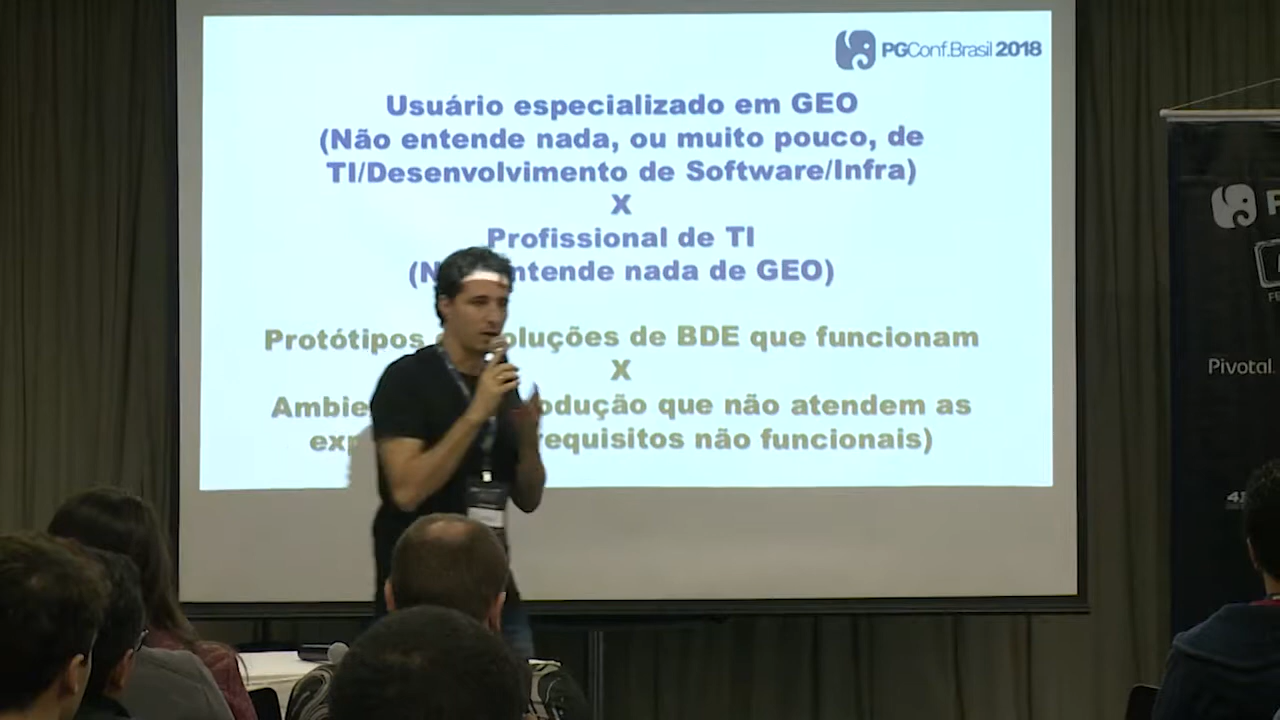 PGConf.Brasil 2018
Usuário especializado em GEO
(Não entende nada, ou muito pouco, de
TI/Desenvolvimento de Software/Infra)
X
Profissional de TI
entende nada de GEO)
Protótipos soluções de BDE que funcionam
X
que não atendem as
requisitos não funcionais)
Pivotal